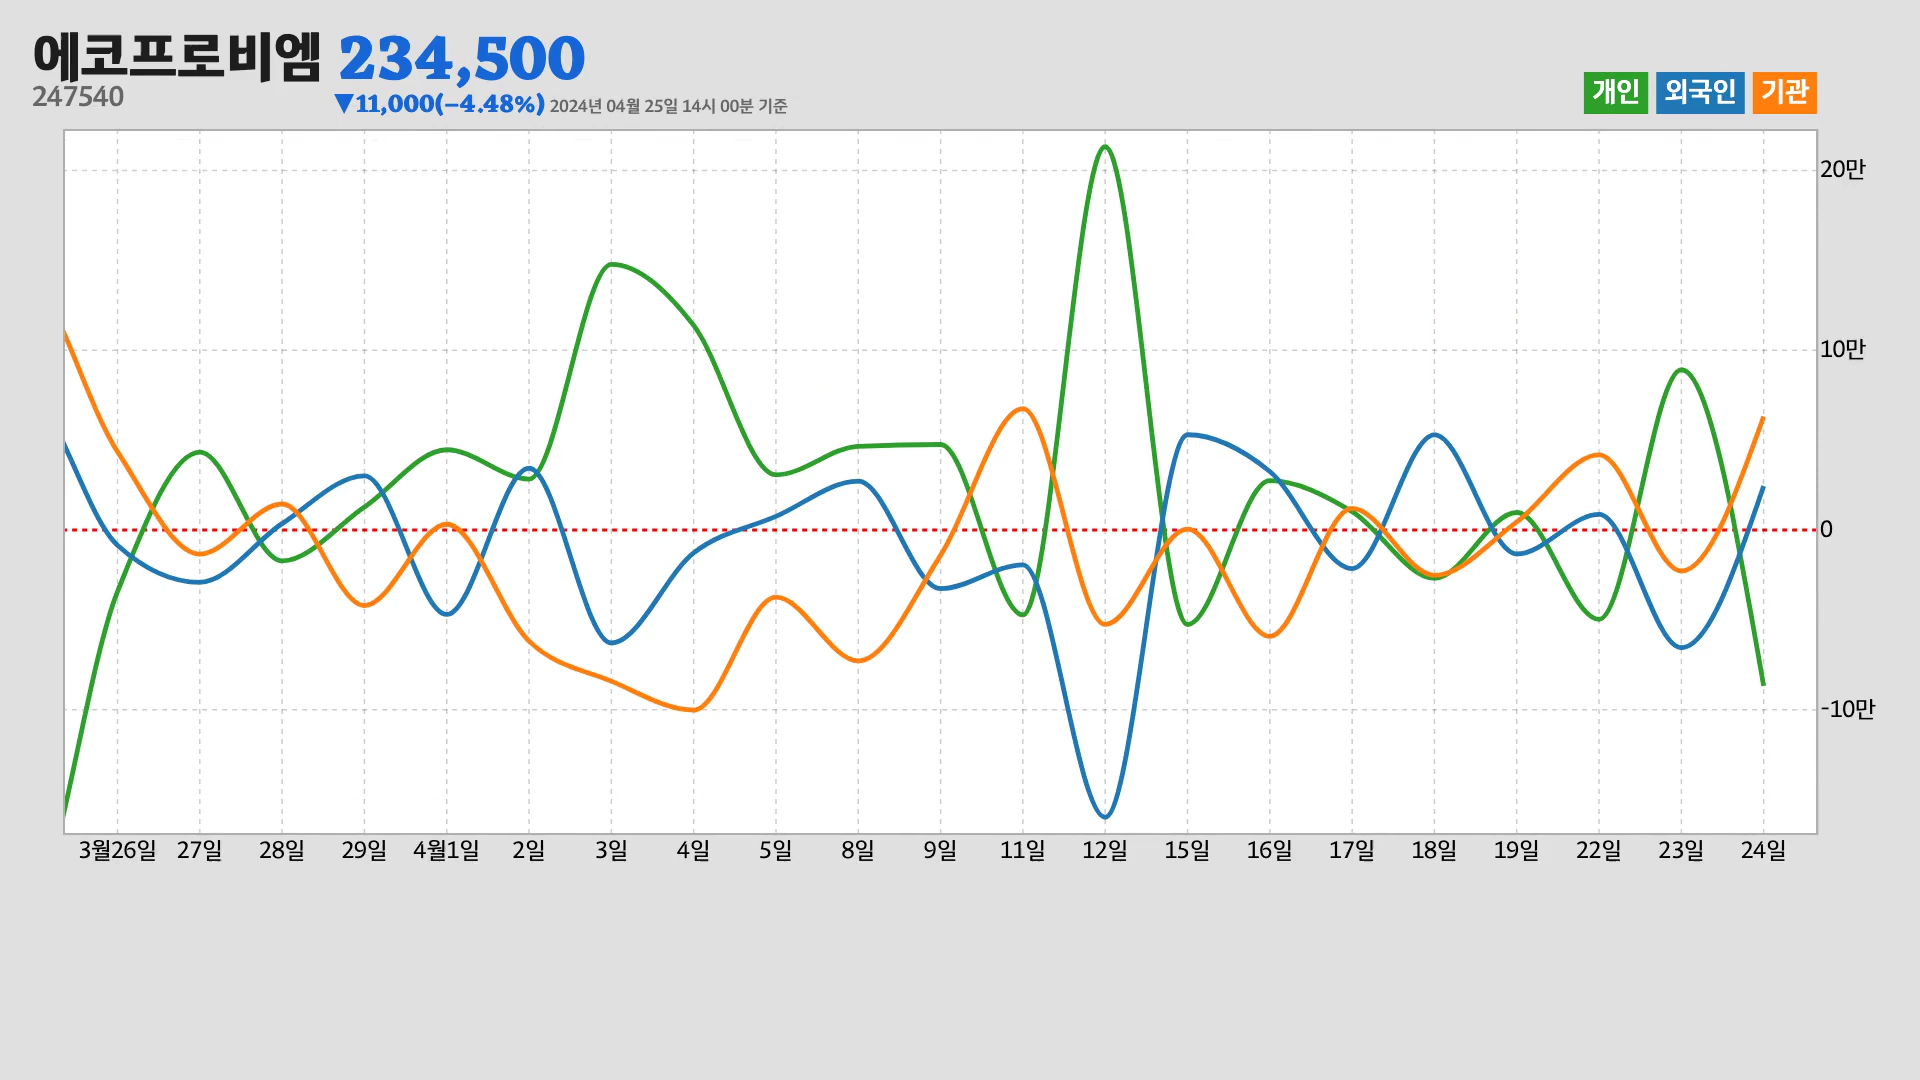 에코프로비엠 234,500
247540
▼11,000(−4.48%) 2024년 04월 25일 14시 00분 기준
개인 외국인 기관
20만
10만
0
-10만
3월26일 27일 28일 29일 4월1일 2일 3일 4일 5일 8일 9일 11일 12일 15일 16일 17일 18일 19일 22일 23일 24일